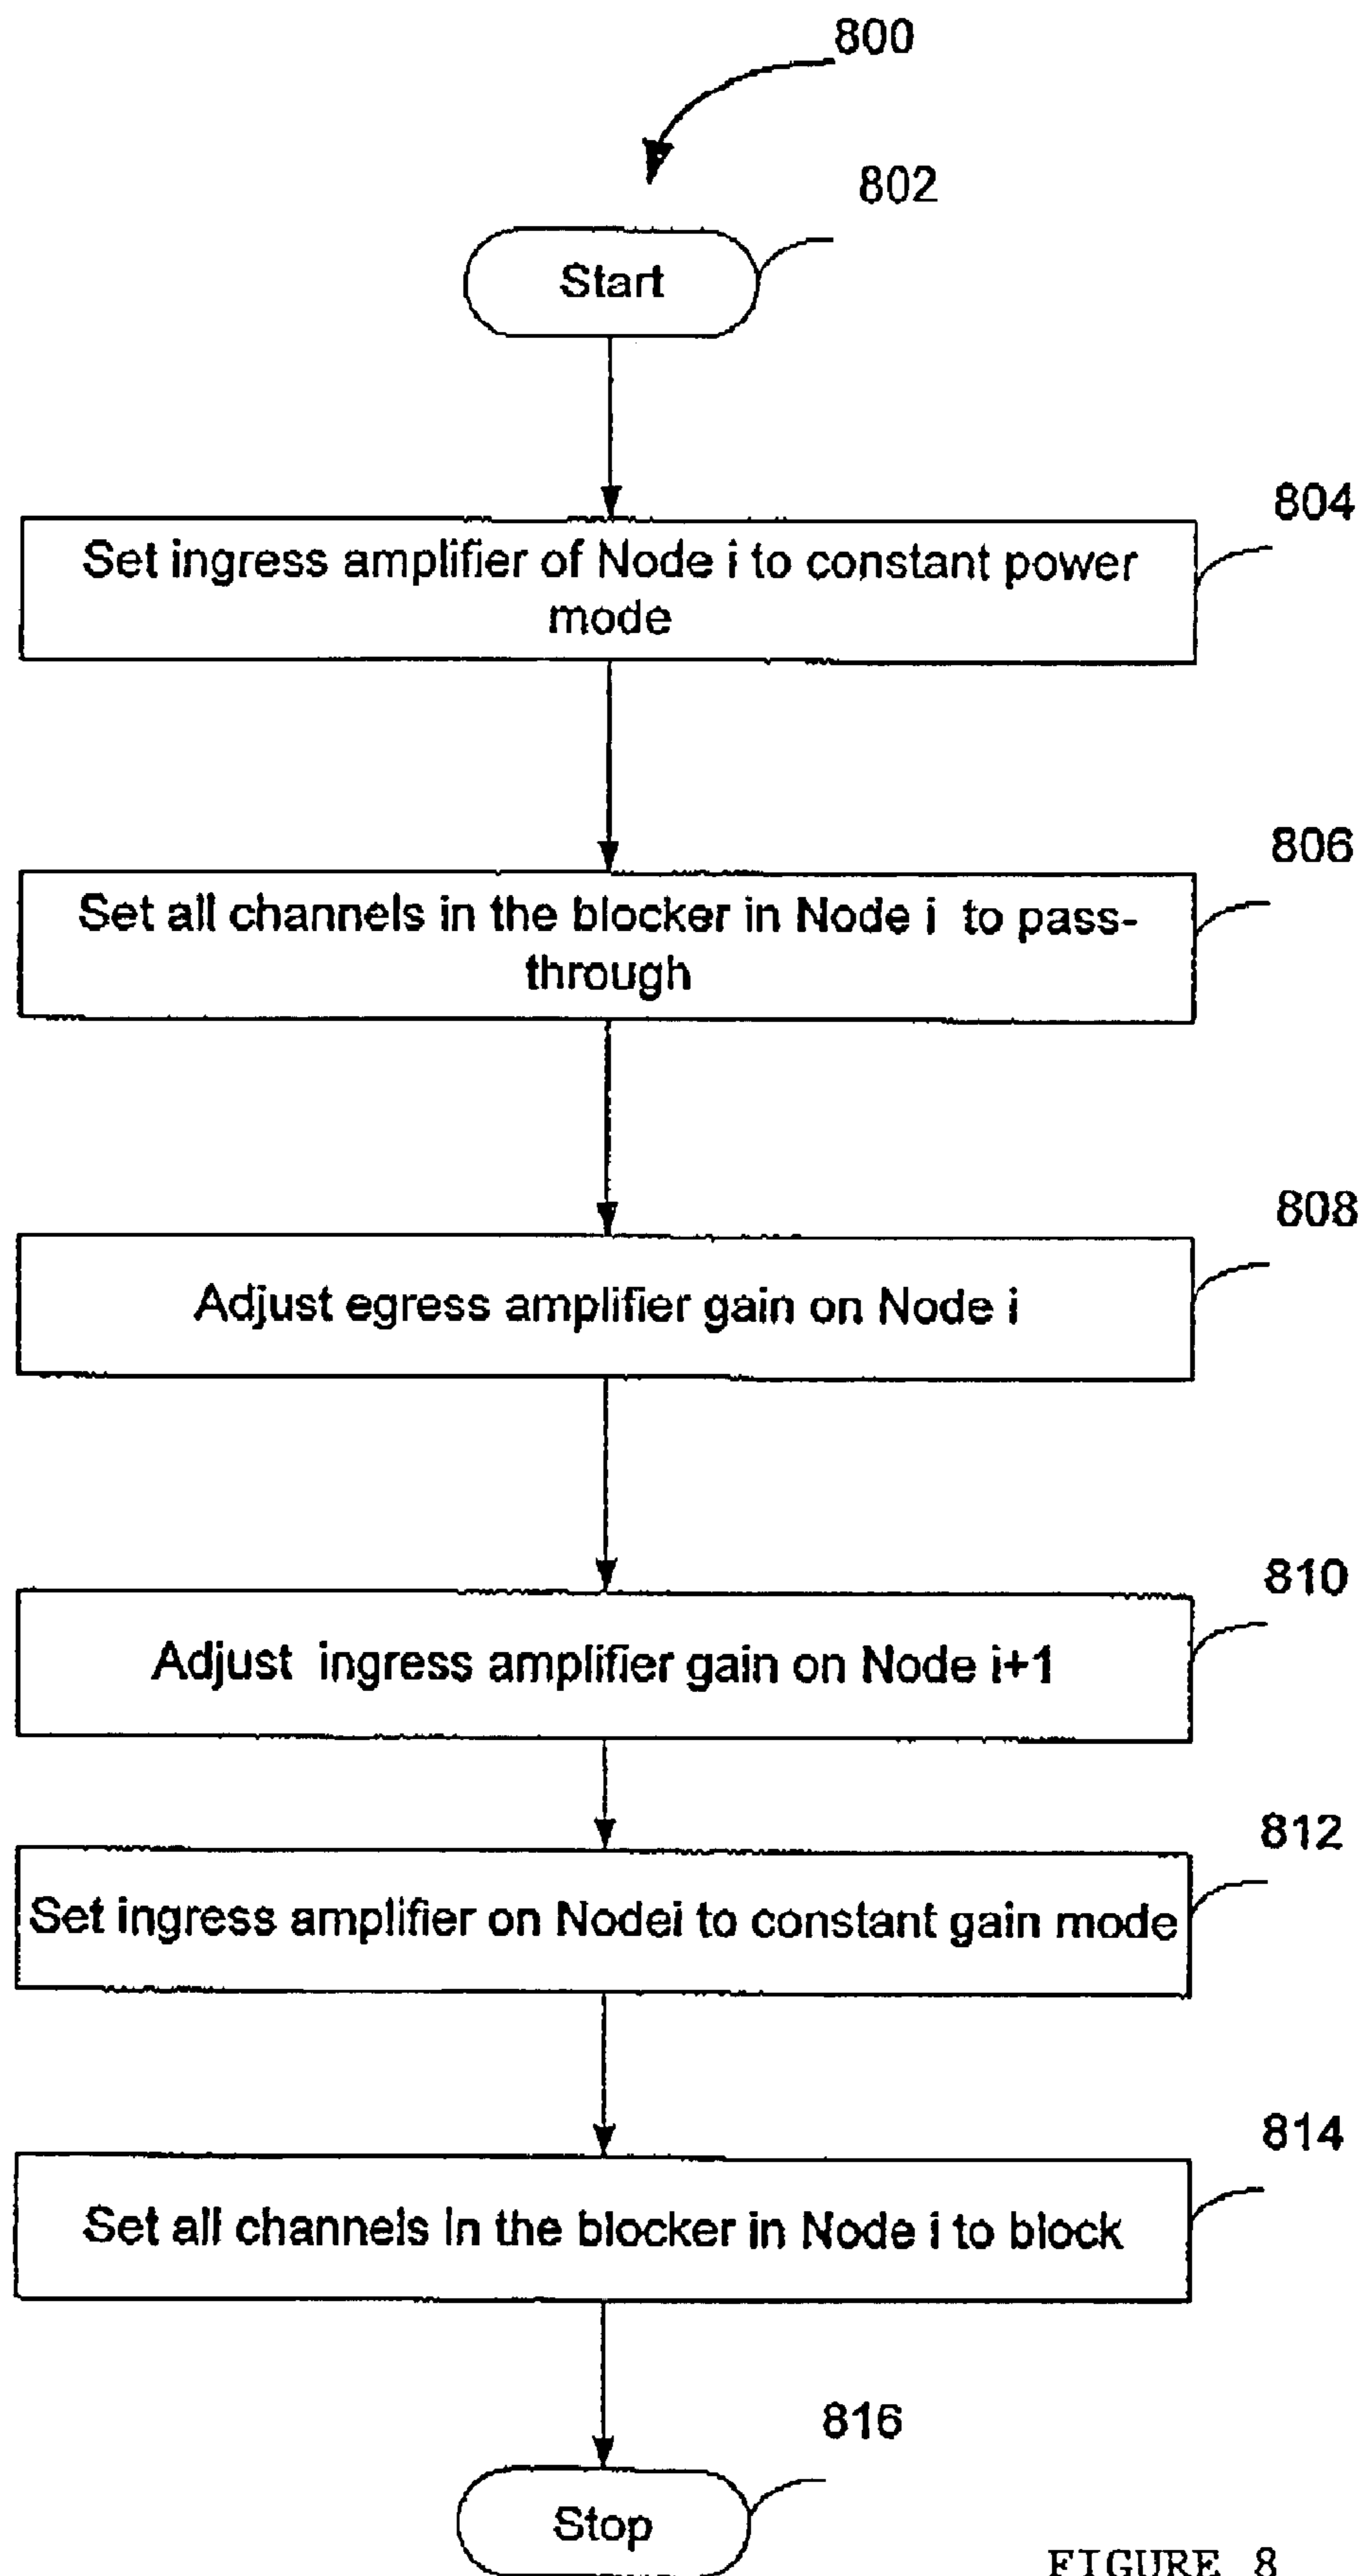 800
802
Start
804
Set ingress amplifier of Node i to constant power
mode
806
Set all channels in the blocker in Node i to pass-
through
808
Adjust egress amplifier gain on Node i
810
Adjust ingress amplifier gain on Node i+1
812
Set ingress amplifier on Nodei to constant gain mode
814
Set all channels in the blocker in Node i to block
816
Stop
FIGURE 8